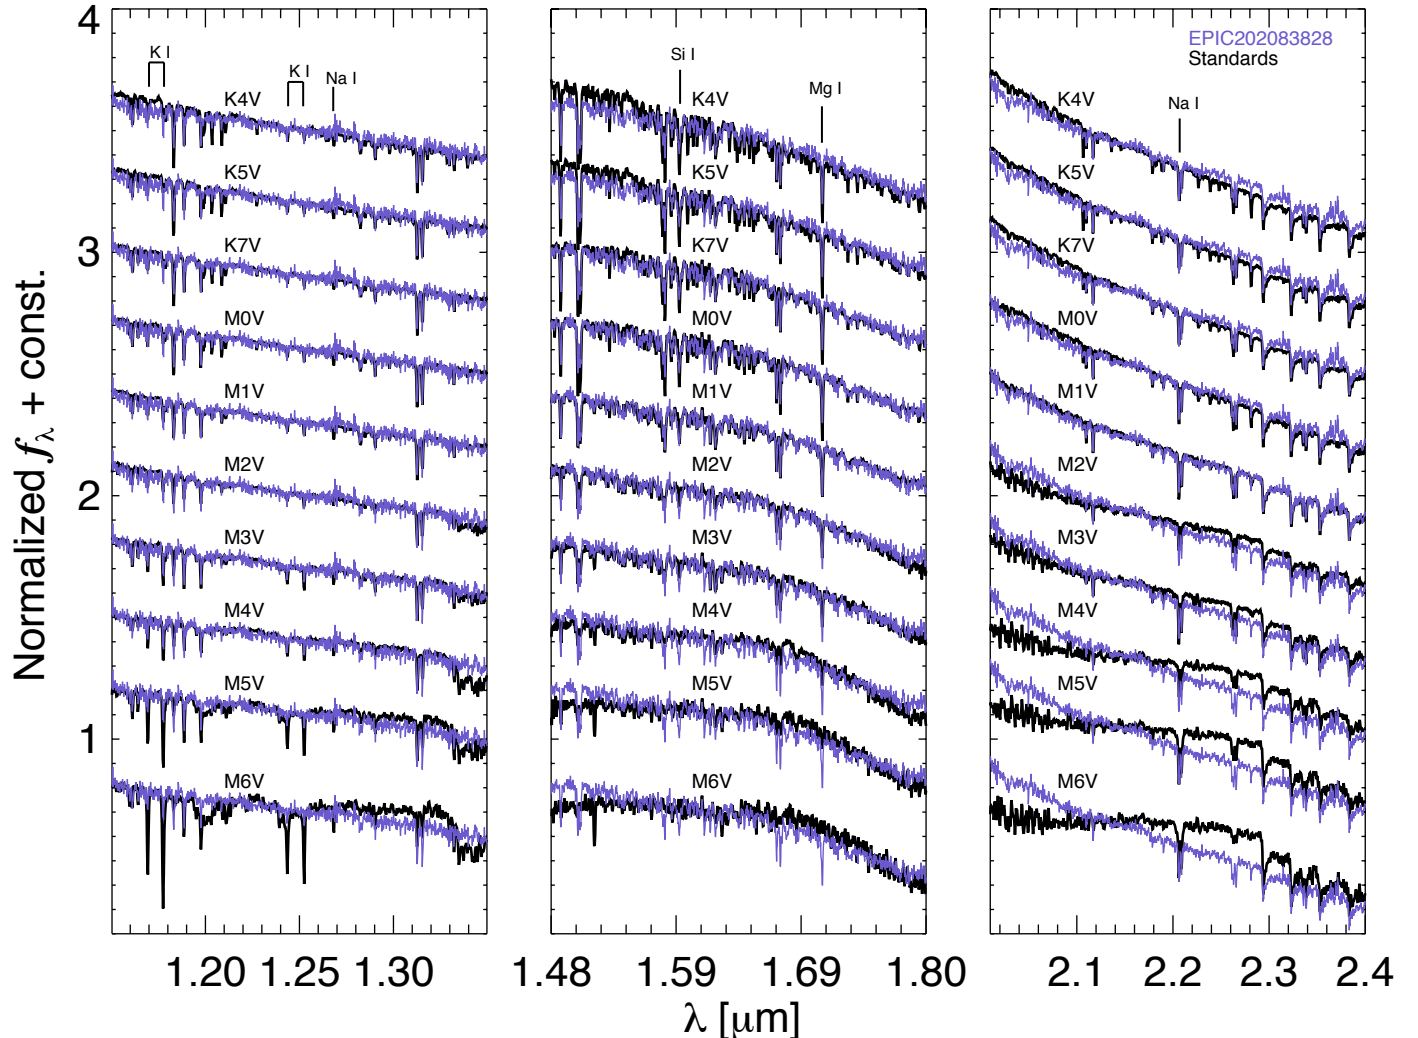 Normalized fλ + const.
4
3
2
1
K I
K I
Na I
K4V
K5V
K7V
M0V
M1V
M2V
M3V
M4V
M5V
M6V
1.20 1.25 1.30
Si I
Mg I
K4V
K5V
K7V
M0V
M1V
M2V
M3V
M4V
M5V
M6V
1.48 1.59 1.69 1.80
λ [μm]
EPIC202083828
Standards
Na I
K4V
K5V
K7V
M0V
M1V
M2V
M3V
M4V
M5V
M6V
2.1 2.2 2.3 2.4